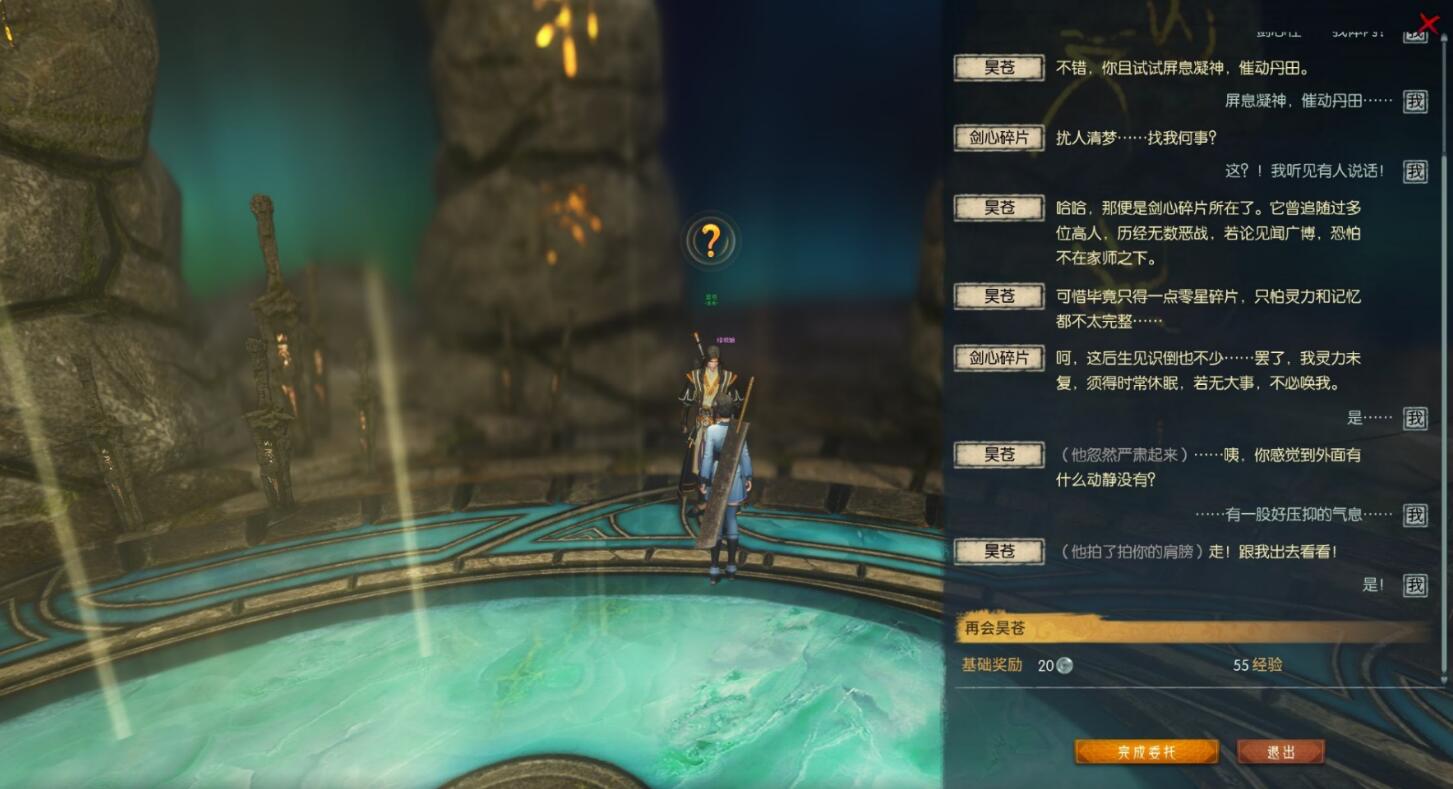 昊苍
不错，你且试试屏息凝神，催动丹田。
屏息凝神，催动丹田……
我
剑心碎片
扰人清梦……找我何事？
这？！我听见有人说话！
我
昊苍
哈哈，那便是剑心碎片所在了。它曾追随过多
位高人，历经无数恶战，若论见闻广博，恐怕
不在家师之下。
昊苍
可惜毕竟只得一点零星碎片，只怕灵力和记忆
都不太完整……
剑心碎片
呵，这后生见识倒也不少……罢了，我灵力未
复，须得时常休眠，若无大事，不必唤我。
是……
我
昊苍
（他忽然严肃起来）……咦，你感觉到外面有
什么动静没有？
……有一股好压抑的气息……
我
昊苍
（他拍了拍你的肩膀）走！跟我出去看看！
是！
我
再会昊苍
基础奖励 20 55 经验
完成委托
退出